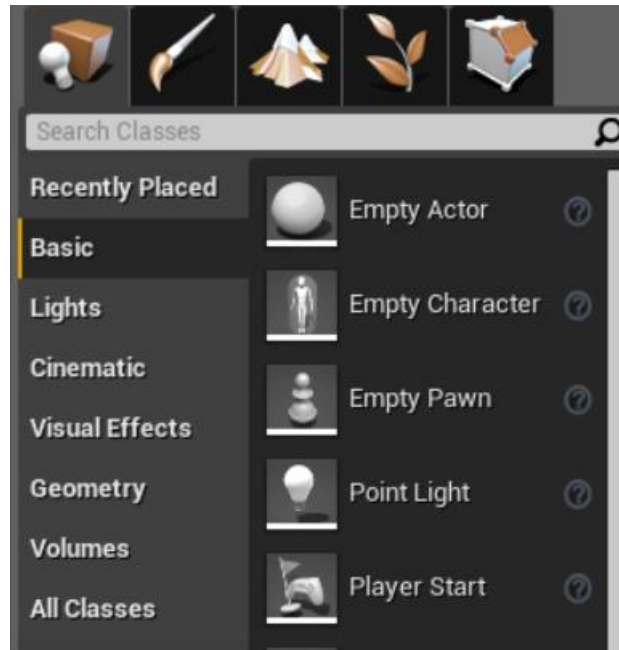 Search Classes
Recently Placed
Basic
Lights
Cinematic
Visual Effects
Geometry
Volumes
All Classes
Empty Actor
Empty Character
Empty Pawn
Point Light
Player Start